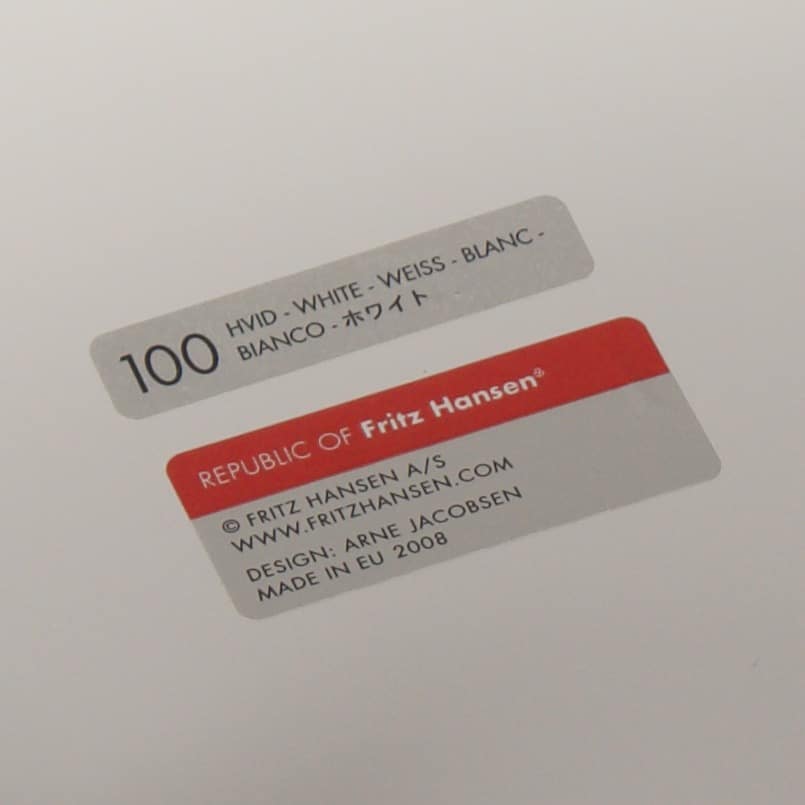 100
HVID - WHITE - WEISS - BLANC -
BIANCO - ホワイト
REPUBLIC OF Fritz Hansen®
© FRITZ HANSEN A/S
WWW.FRITZHANSEN.COM
DESIGN: ARNE JACOBSEN
MADE IN EU 2008